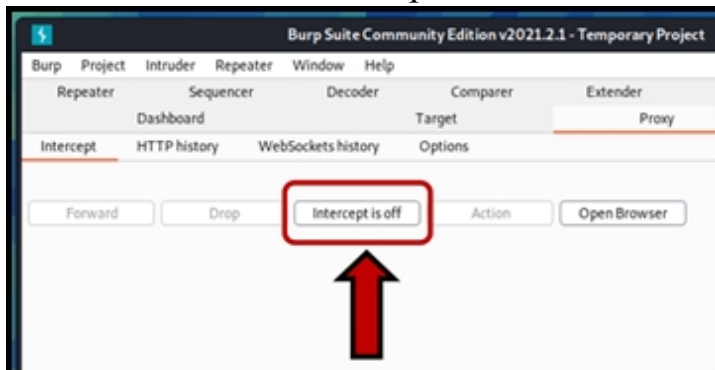 Burp Suite Community Edition v2021.2.1 - Temporary Project
Burp Project Intruder Repeater Window Help
Repeater Sequencer Decoder Comparer Extender
Dashboard Target Proxy
Intercept HTTP history WebSockets history Options
Forward Drop Intercept is off Action Open Browser